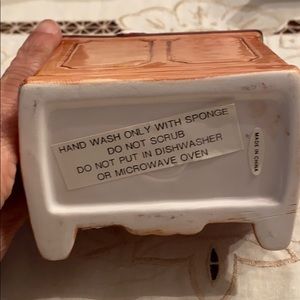 HAND WASH ONLY WITH SPONGE
DO NOT SCRUB
DO NOT PUT IN DISHWASHER
OR MICROWAVE OVEN
MADE IN CHINA